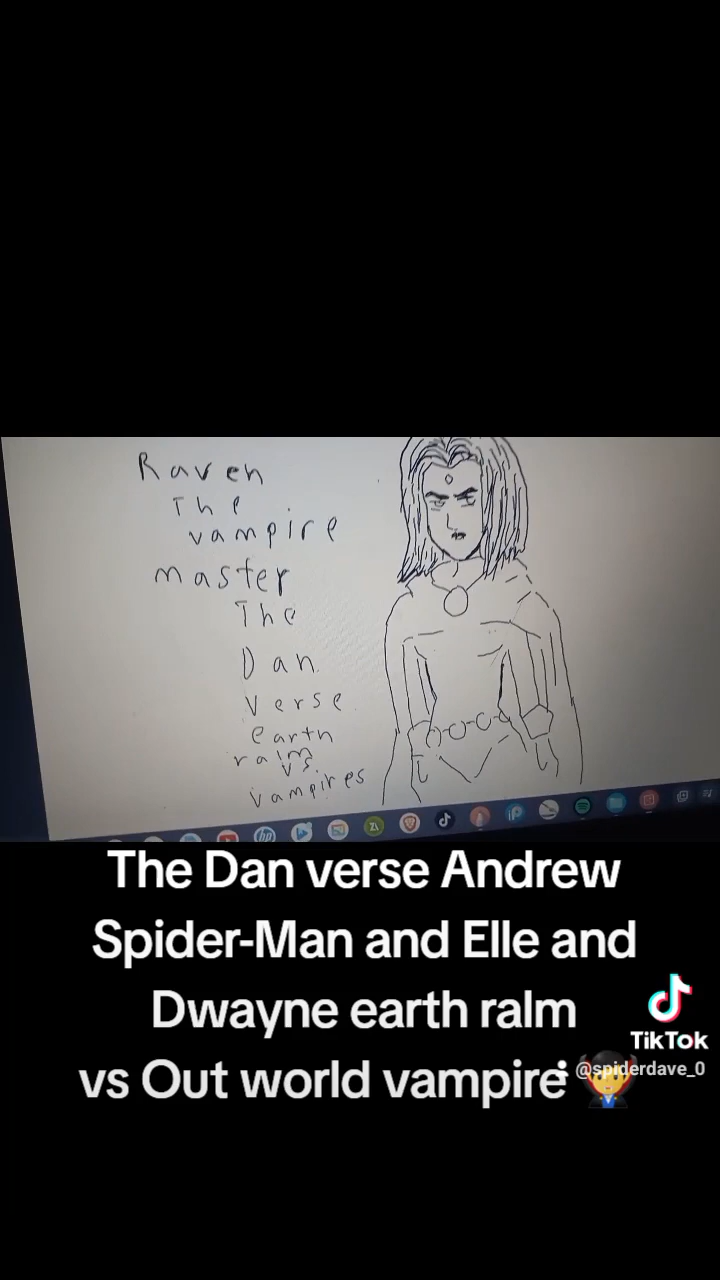 Raven
The
vampire
master
The
Dan
verse
earth
ralm
vs
vampires
hp
The Dan verse Andrew
Spider-Man and Elle and
Dwayne earth ralm
vs Out world vampire
TikTok
@spiderdave_0